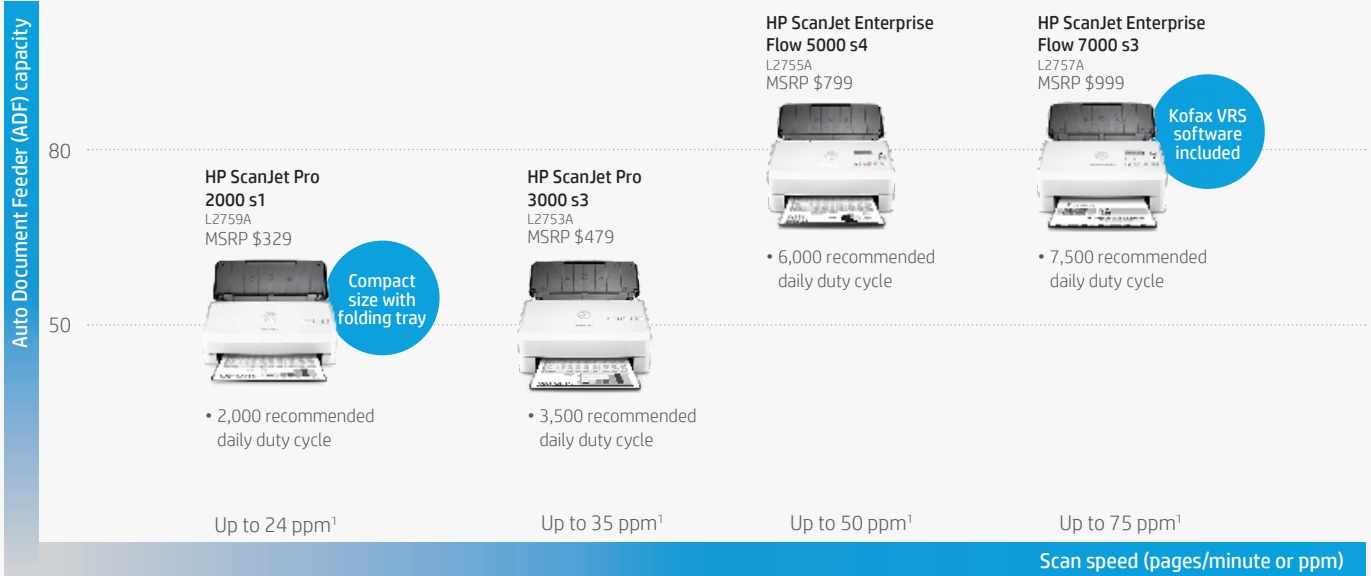 Auto Document Feeder (ADF) capacity
80
50
HP ScanJet Pro
2000 s1
L2759A
MSRP $329
Compact
size with
folding tray
• 2,000 recommended
daily duty cycle
Up to 24 ppm¹
HP ScanJet Pro
3000 s3
L2753A
MSRP $479
• 3,500 recommended
daily duty cycle
Up to 35 ppm¹
HP ScanJet Enterprise
Flow 5000 s4
L2755A
MSRP $799
• 6,000 recommended
daily duty cycle
Up to 50 ppm¹
HP ScanJet Enterprise
Flow 7000 s3
L2757A
MSRP $999
Kofax VRS
software
included
• 7,500 recommended
daily duty cycle
Up to 75 ppm¹
Scan speed (pages/minute or ppm)